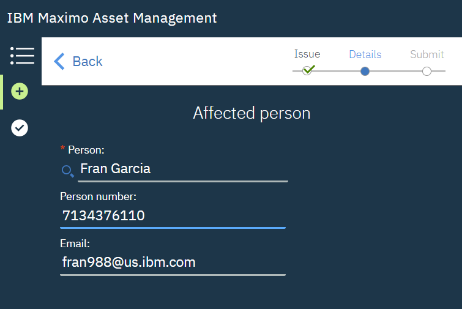 IBM Maximo Asset Management
Back
Issue Details Submit
Affected person
* Person:
Fran Garcia
Person number:
7134376110
Email:
fran988@us.ibm.com